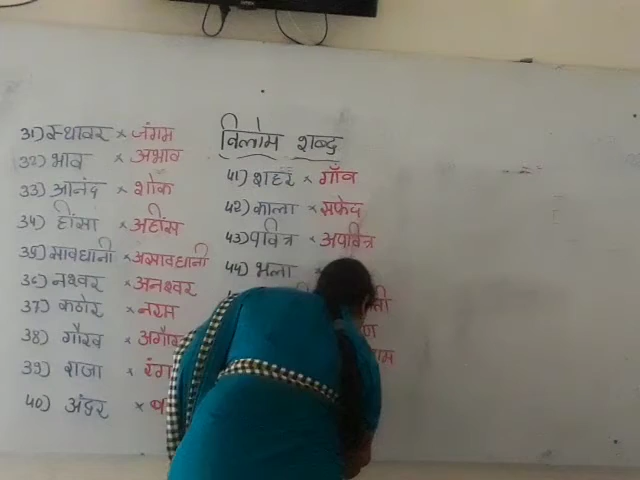 विलोम शब्द
31) स्थावर × जंगम
32) भाव × अभाव
33) आनंद × शोक
34) हींसा × अहींस
35) सावधानी × असावधानी
36) नश्वर × अनश्वर
37) कठोर × नरम
38) गौरव × अगौर
39) राजा × रंग
40) अंदर ×
41) शहर × गाँव
42) काला × सफेद
43) पवित्र × अपवित्र
44) भला ×